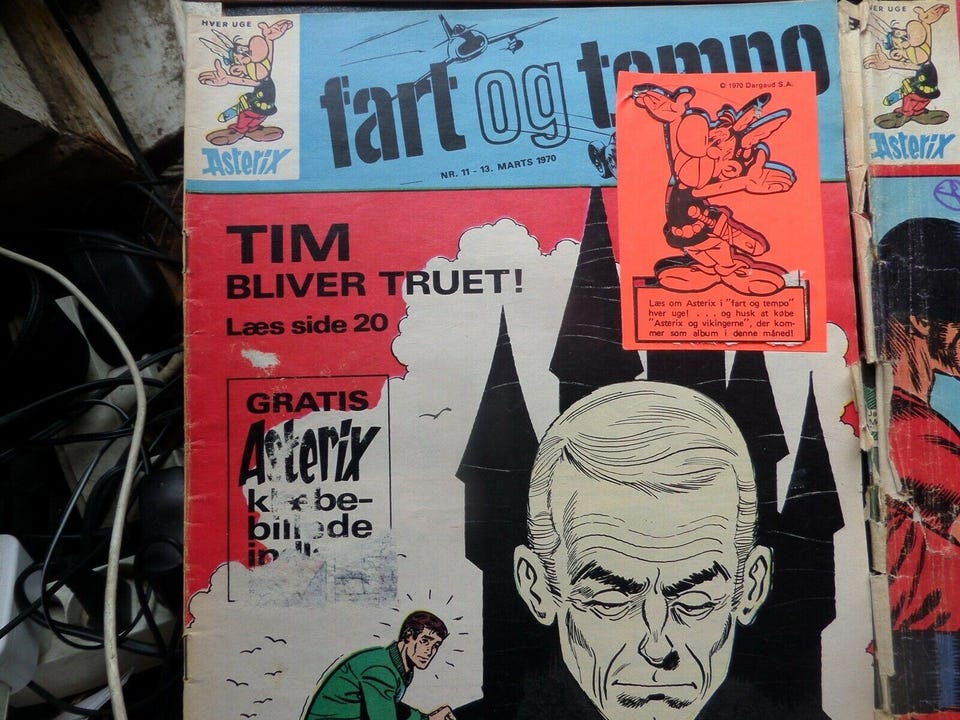 HVER UGE
Asterix
fart og tempo
NR. 11 - 13. MARTS 1970
© 1970 Dargaud S.A.
TIM
BLIVER TRUET!
Læs side 20
Læs om Asterix i "fart og tempo"
hver uge! . . . og husk at købe
"Asterix og vikingerne", der kom-
mer som album i denne måned!
GRATIS
Asterix
klæbe-
billede
VER UGE
Asterix